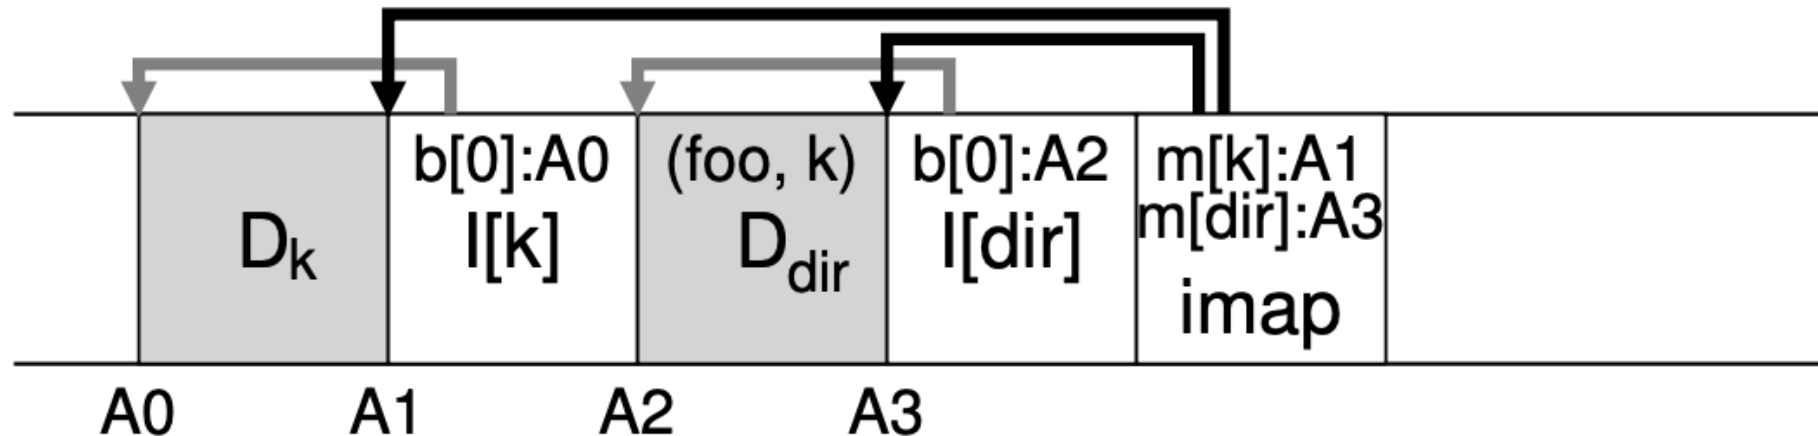 b[0]:A0
(foo, k)
b[0]:A2
m[k]:A1
m[dir]:A3
Dk
I[k]
Ddir
I[dir]
imap
A0
A1
A2
A3